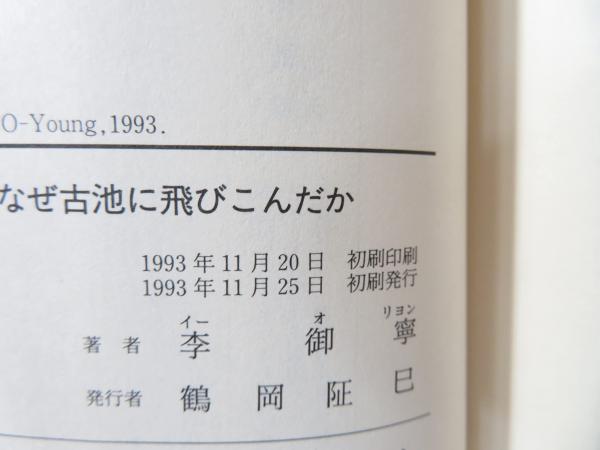 O-Young,1993.
なぜ古池に飛びこんだか
1993年11月20日 初刷印刷
1993年11月25日 初刷発行
イー オ リヨン
著者 李御寧
発行者 鶴岡阷巳